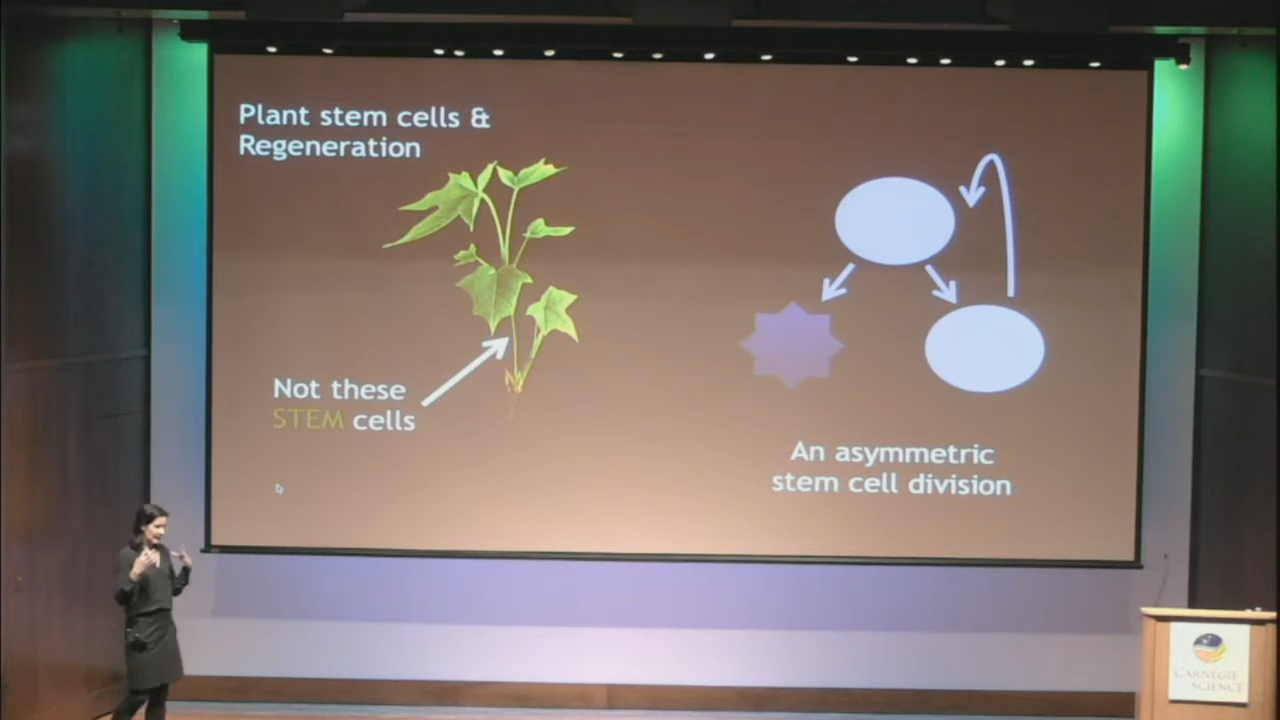 Plant stem cells &
Regeneration
Not these
STEM cells
An asymmetric
stem cell division
CARNEGIE
SCIENCE